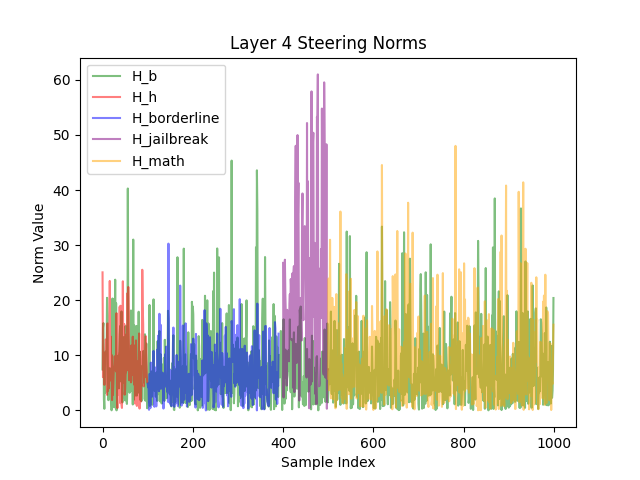 Layer 4 Steering Norms
H_b
H_h
H_borderline
H_jailbreak
H_math
Norm Value
60
50
40
30
20
10
0
0
200
400
600
800
1000
Sample Index